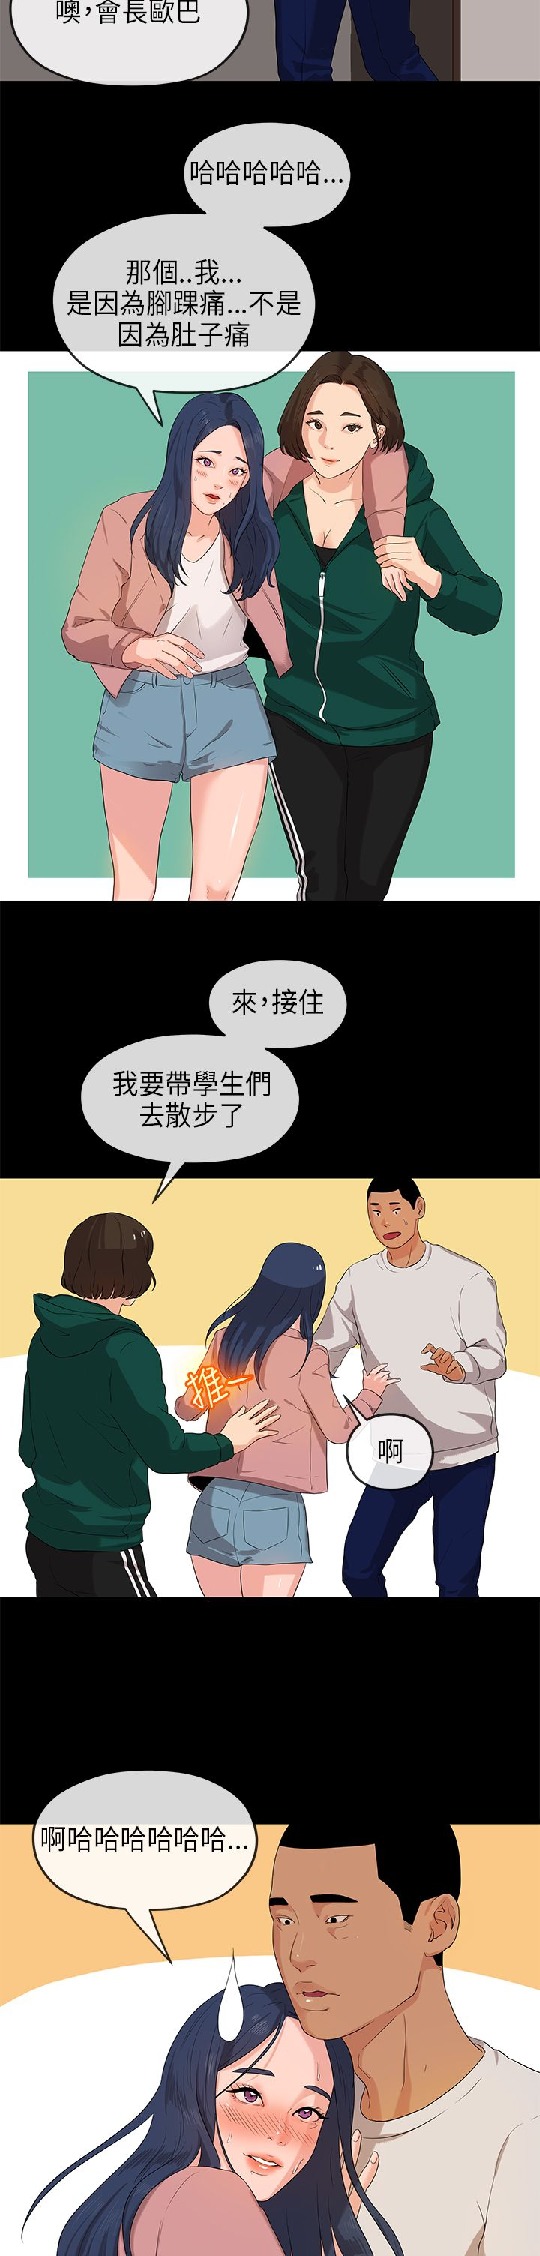 噢，會長歐巴
哈哈哈哈哈...
那個..我...
是因為腳踝痛...不是
因為肚子痛
來，接住
我要帶學生們
去散步了
推一
啊
啊哈哈哈哈哈哈...